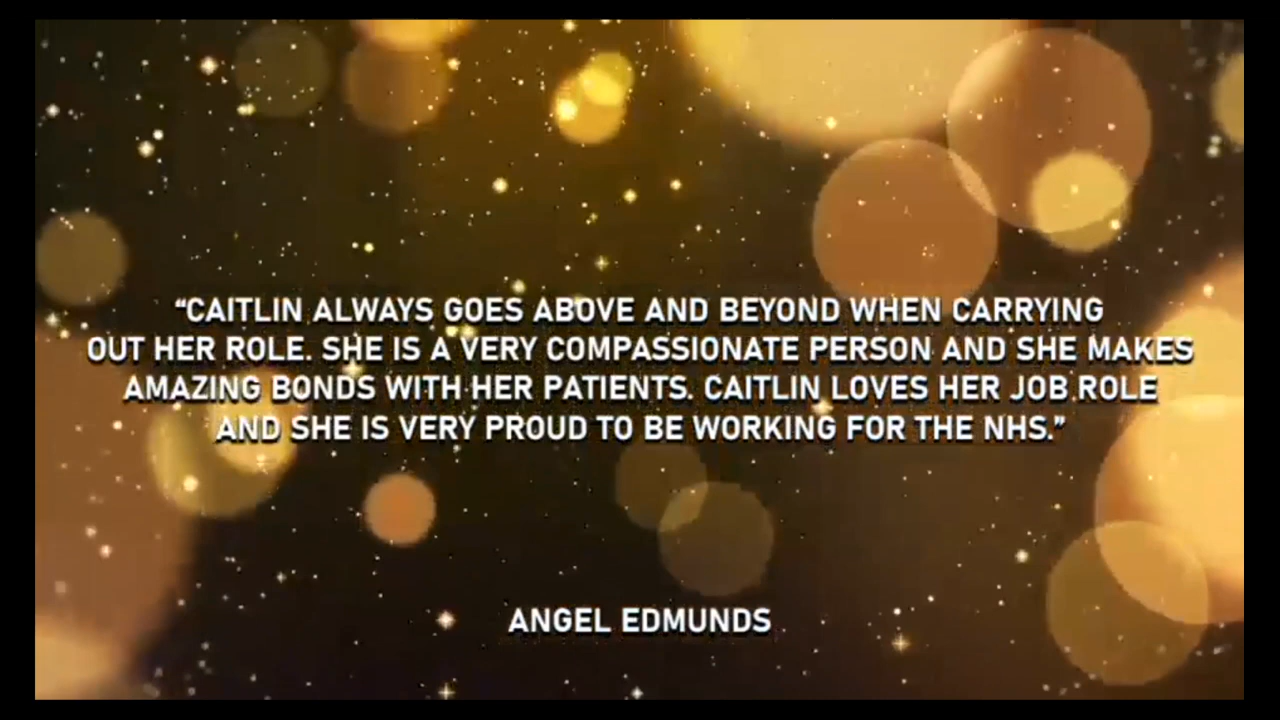 “CAITLIN ALWAYS GOES ABOVE AND BEYOND WHEN CARRYING
OUT HER ROLE. SHE IS A VERY COMPASSIONATE PERSON AND SHE MAKES
AMAZING BONDS WITH HER PATIENTS. CAITLIN LOVES HER JOB ROLE
AND SHE IS VERY PROUD TO BE WORKING FOR THE NHS.”
ANGEL EDMUNDS